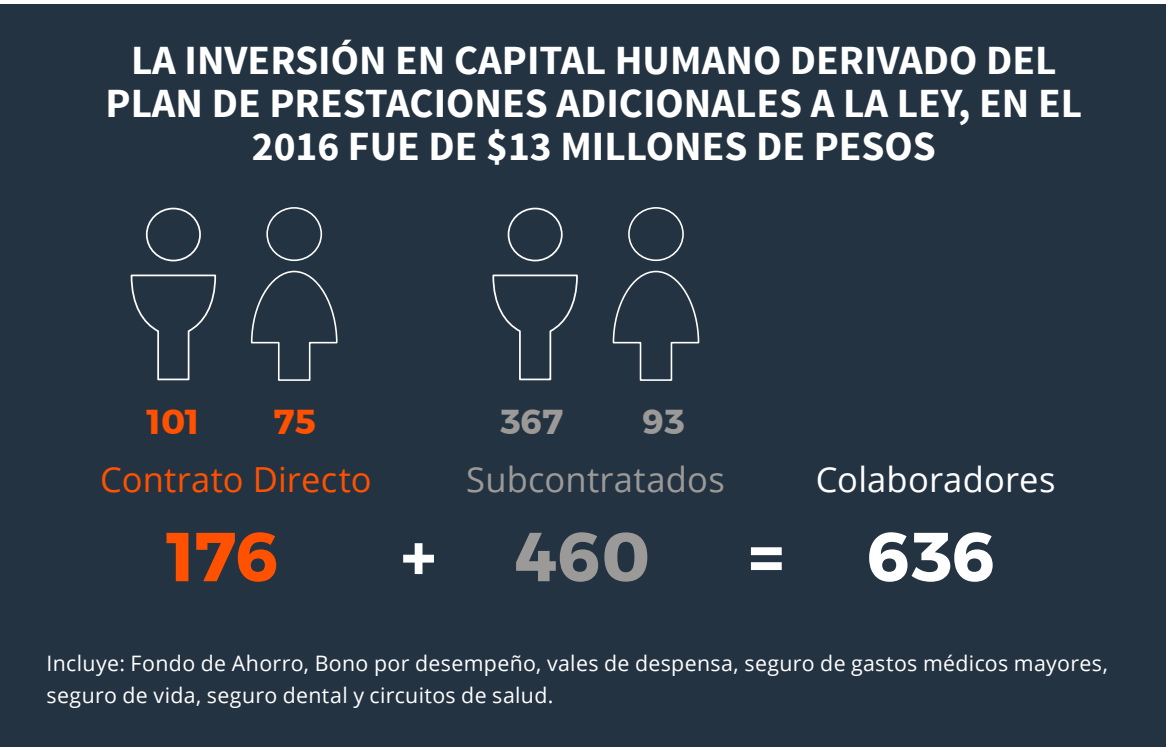 LA INVERSIÓN EN CAPITAL HUMANO DERIVADO DEL
PLAN DE PRESTACIONES ADICIONALES A LA LEY, EN EL
2016 FUE DE $13 MILLONES DE PESOS
101 75 367 93
Contrato Directo Subcontratados Colaboradores
176 + 460 = 636
Incluye: Fondo de Ahorro, Bono por desempeño, vales de despensa, seguro de gastos médicos mayores,
seguro de vida, seguro dental y circuitos de salud.